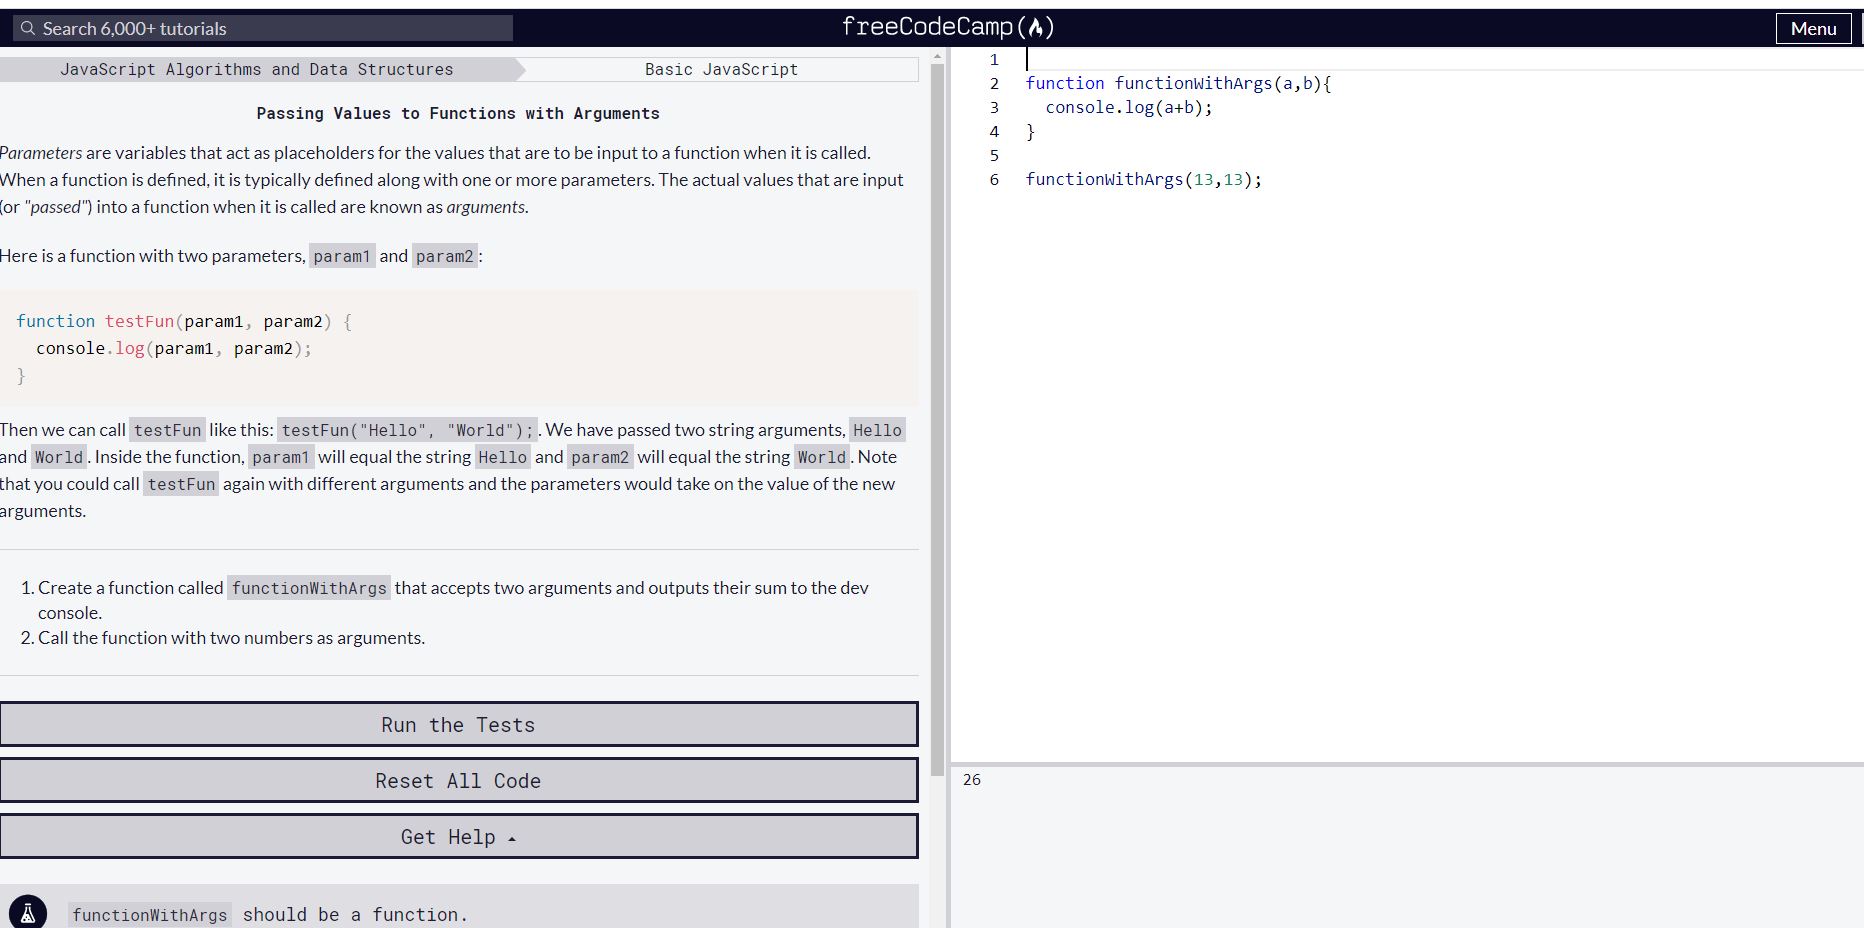 Search 6,000+ tutorials
freeCodeCamp(🔥)
Menu
JavaScript Algorithms and Data Structures
Basic JavaScript
Passing Values to Functions with Arguments
Parameters are variables that act as placeholders for the values that are to be input to a function when it is called.
When a function is defined, it is typically defined along with one or more parameters. The actual values that are input
(or "passed") into a function when it is called are known as arguments.
Here is a function with two parameters, param1 and param2:
function testFun(param1, param2) {
  console.log(param1, param2);
}
Then we can call testFun like this: testFun("Hello", "World");. We have passed two string arguments, Hello
and World. Inside the function, param1 will equal the string Hello and param2 will equal the string World. Note
that you could call testFun again with different arguments and the parameters would take on the value of the new
arguments.
1. Create a function called functionWithArgs that accepts two arguments and outputs their sum to the dev
console.
2. Call the function with two numbers as arguments.
Run the Tests
Reset All Code
Get Help
functionWithArgs should be a function.
1
2 function functionWithArgs(a,b){
3   console.log(a+b);
4 }
5
6 functionWithArgs(13,13);
26